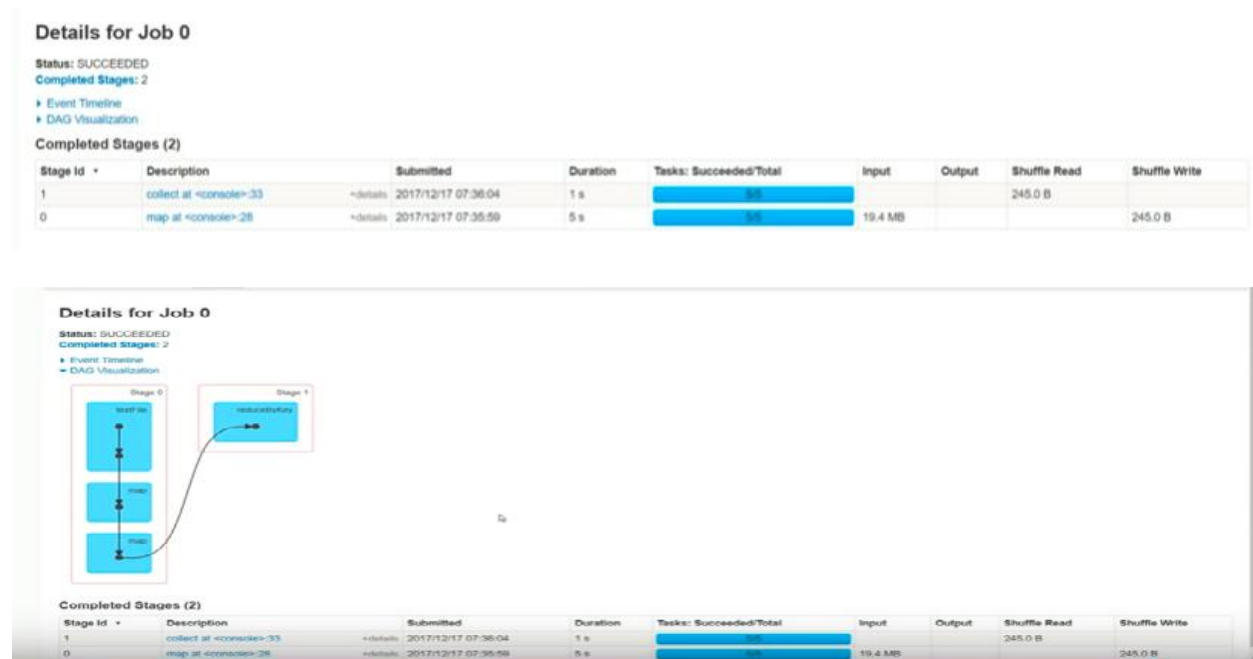 Details for Job 0
Status: SUCCEEDED
Completed Stages: 2
Event Timeline
DAG Visualization
Completed Stages (2)
Stage Id Description Submitted Duration Tasks: Succeeded/Total Input Output Shuffle Read Shuffle Write
1 collect at <console>:33 +details 2017/12/17 07:36:04 1 s 5/5 245.0 B
0 map at <console>:28 +details 2017/12/17 07:35:59 5 s 5/5 19.4 MB 245.0 B
Details for Job 0
Status: SUCCEEDED
Completed Stages: 2
Event Timeline
DAG Visualization
Stage 0 Stage 1
textFile reduceByKey
map
map
Completed Stages (2)
Stage Id Description Submitted Duration Tasks: Succeeded/Total Input Output Shuffle Read Shuffle Write
1 collect at <console>:33 +details 2017/12/17 07:36:04 1 s 5/5 245.0 B
0 map at <console>:28 +details 2017/12/17 07:35:59 5 s 5/5 19.4 MB 245.0 B